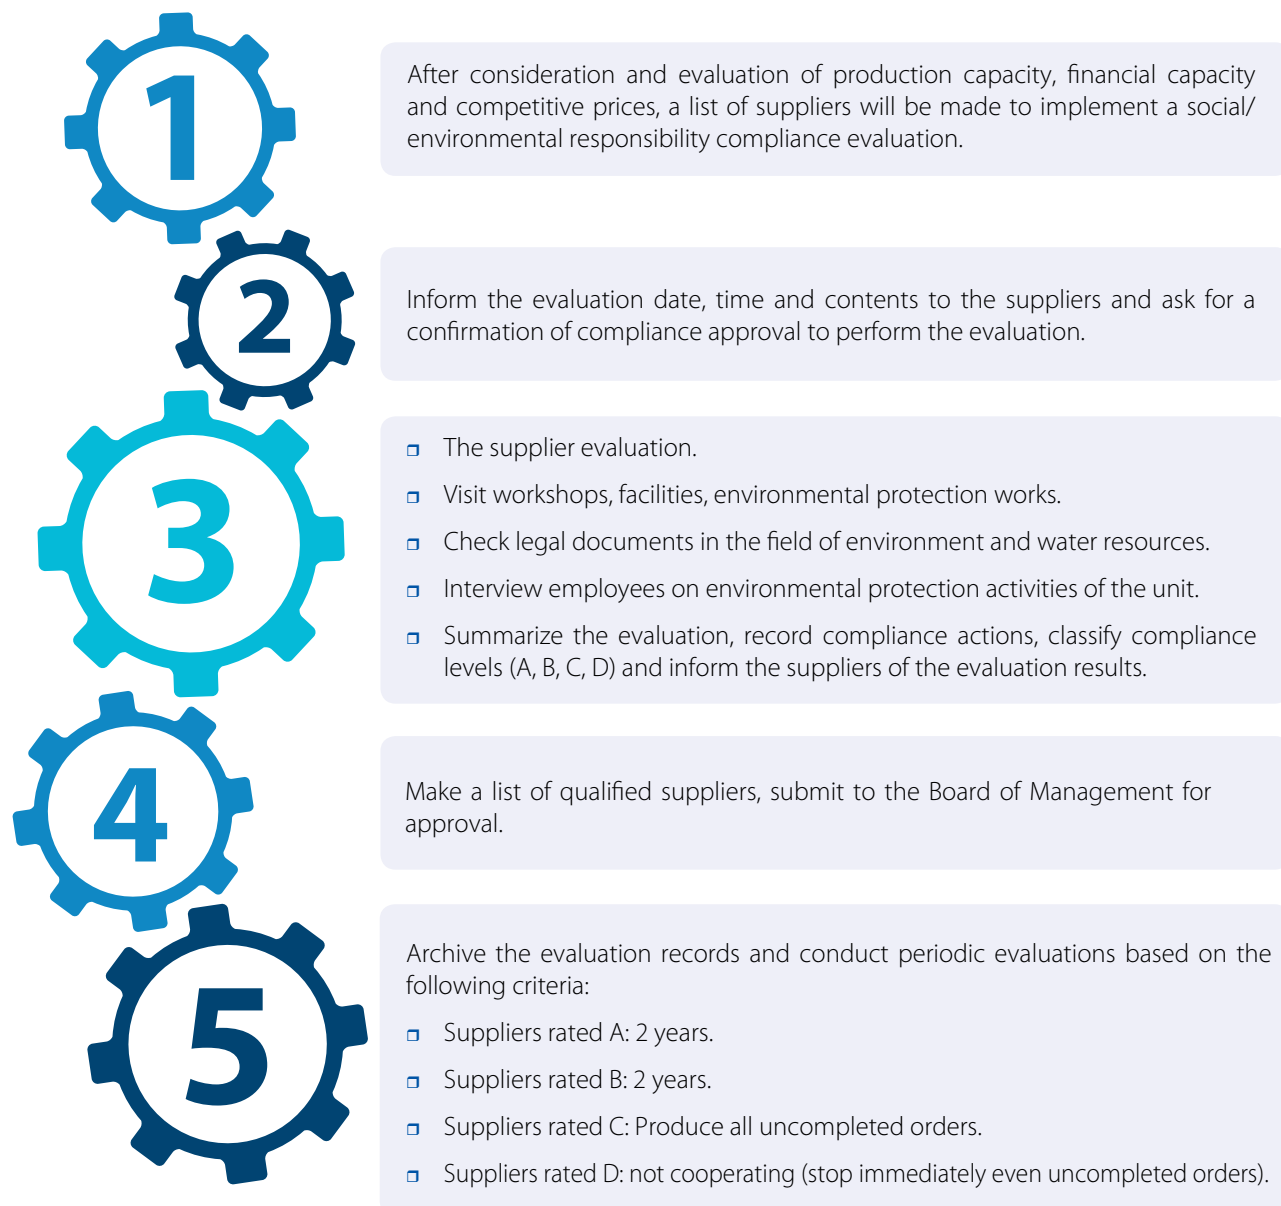 1
After consideration and evaluation of production capacity, financial capacity
and competitive prices, a list of suppliers will be made to implement a social/
environmental responsibility compliance evaluation.
2
Inform the evaluation date, time and contents to the suppliers and ask for a
confirmation of compliance approval to perform the evaluation.
3
The supplier evaluation.
Visit workshops, facilities, environmental protection works.
Check legal documents in the field of environment and water resources.
Interview employees on environmental protection activities of the unit.
Summarize the evaluation, record compliance actions, classify compliance
levels (A, B, C, D) and inform the suppliers of the evaluation results.
4
Make a list of qualified suppliers, submit to the Board of Management for
approval.
5
Archive the evaluation records and conduct periodic evaluations based on the
following criteria:
Suppliers rated A: 2 years.
Suppliers rated B: 2 years.
Suppliers rated C: Produce all uncompleted orders.
Suppliers rated D: not cooperating (stop immediately even uncompleted orders).